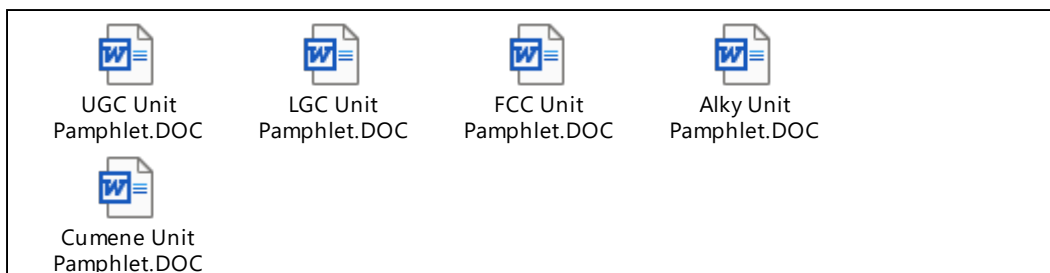 UGC Unit
Pamphlet.DOC
LGC Unit
Pamphlet.DOC
FCC Unit
Pamphlet.DOC
Alky Unit
Pamphlet.DOC
Cumene Unit
Pamphlet.DOC